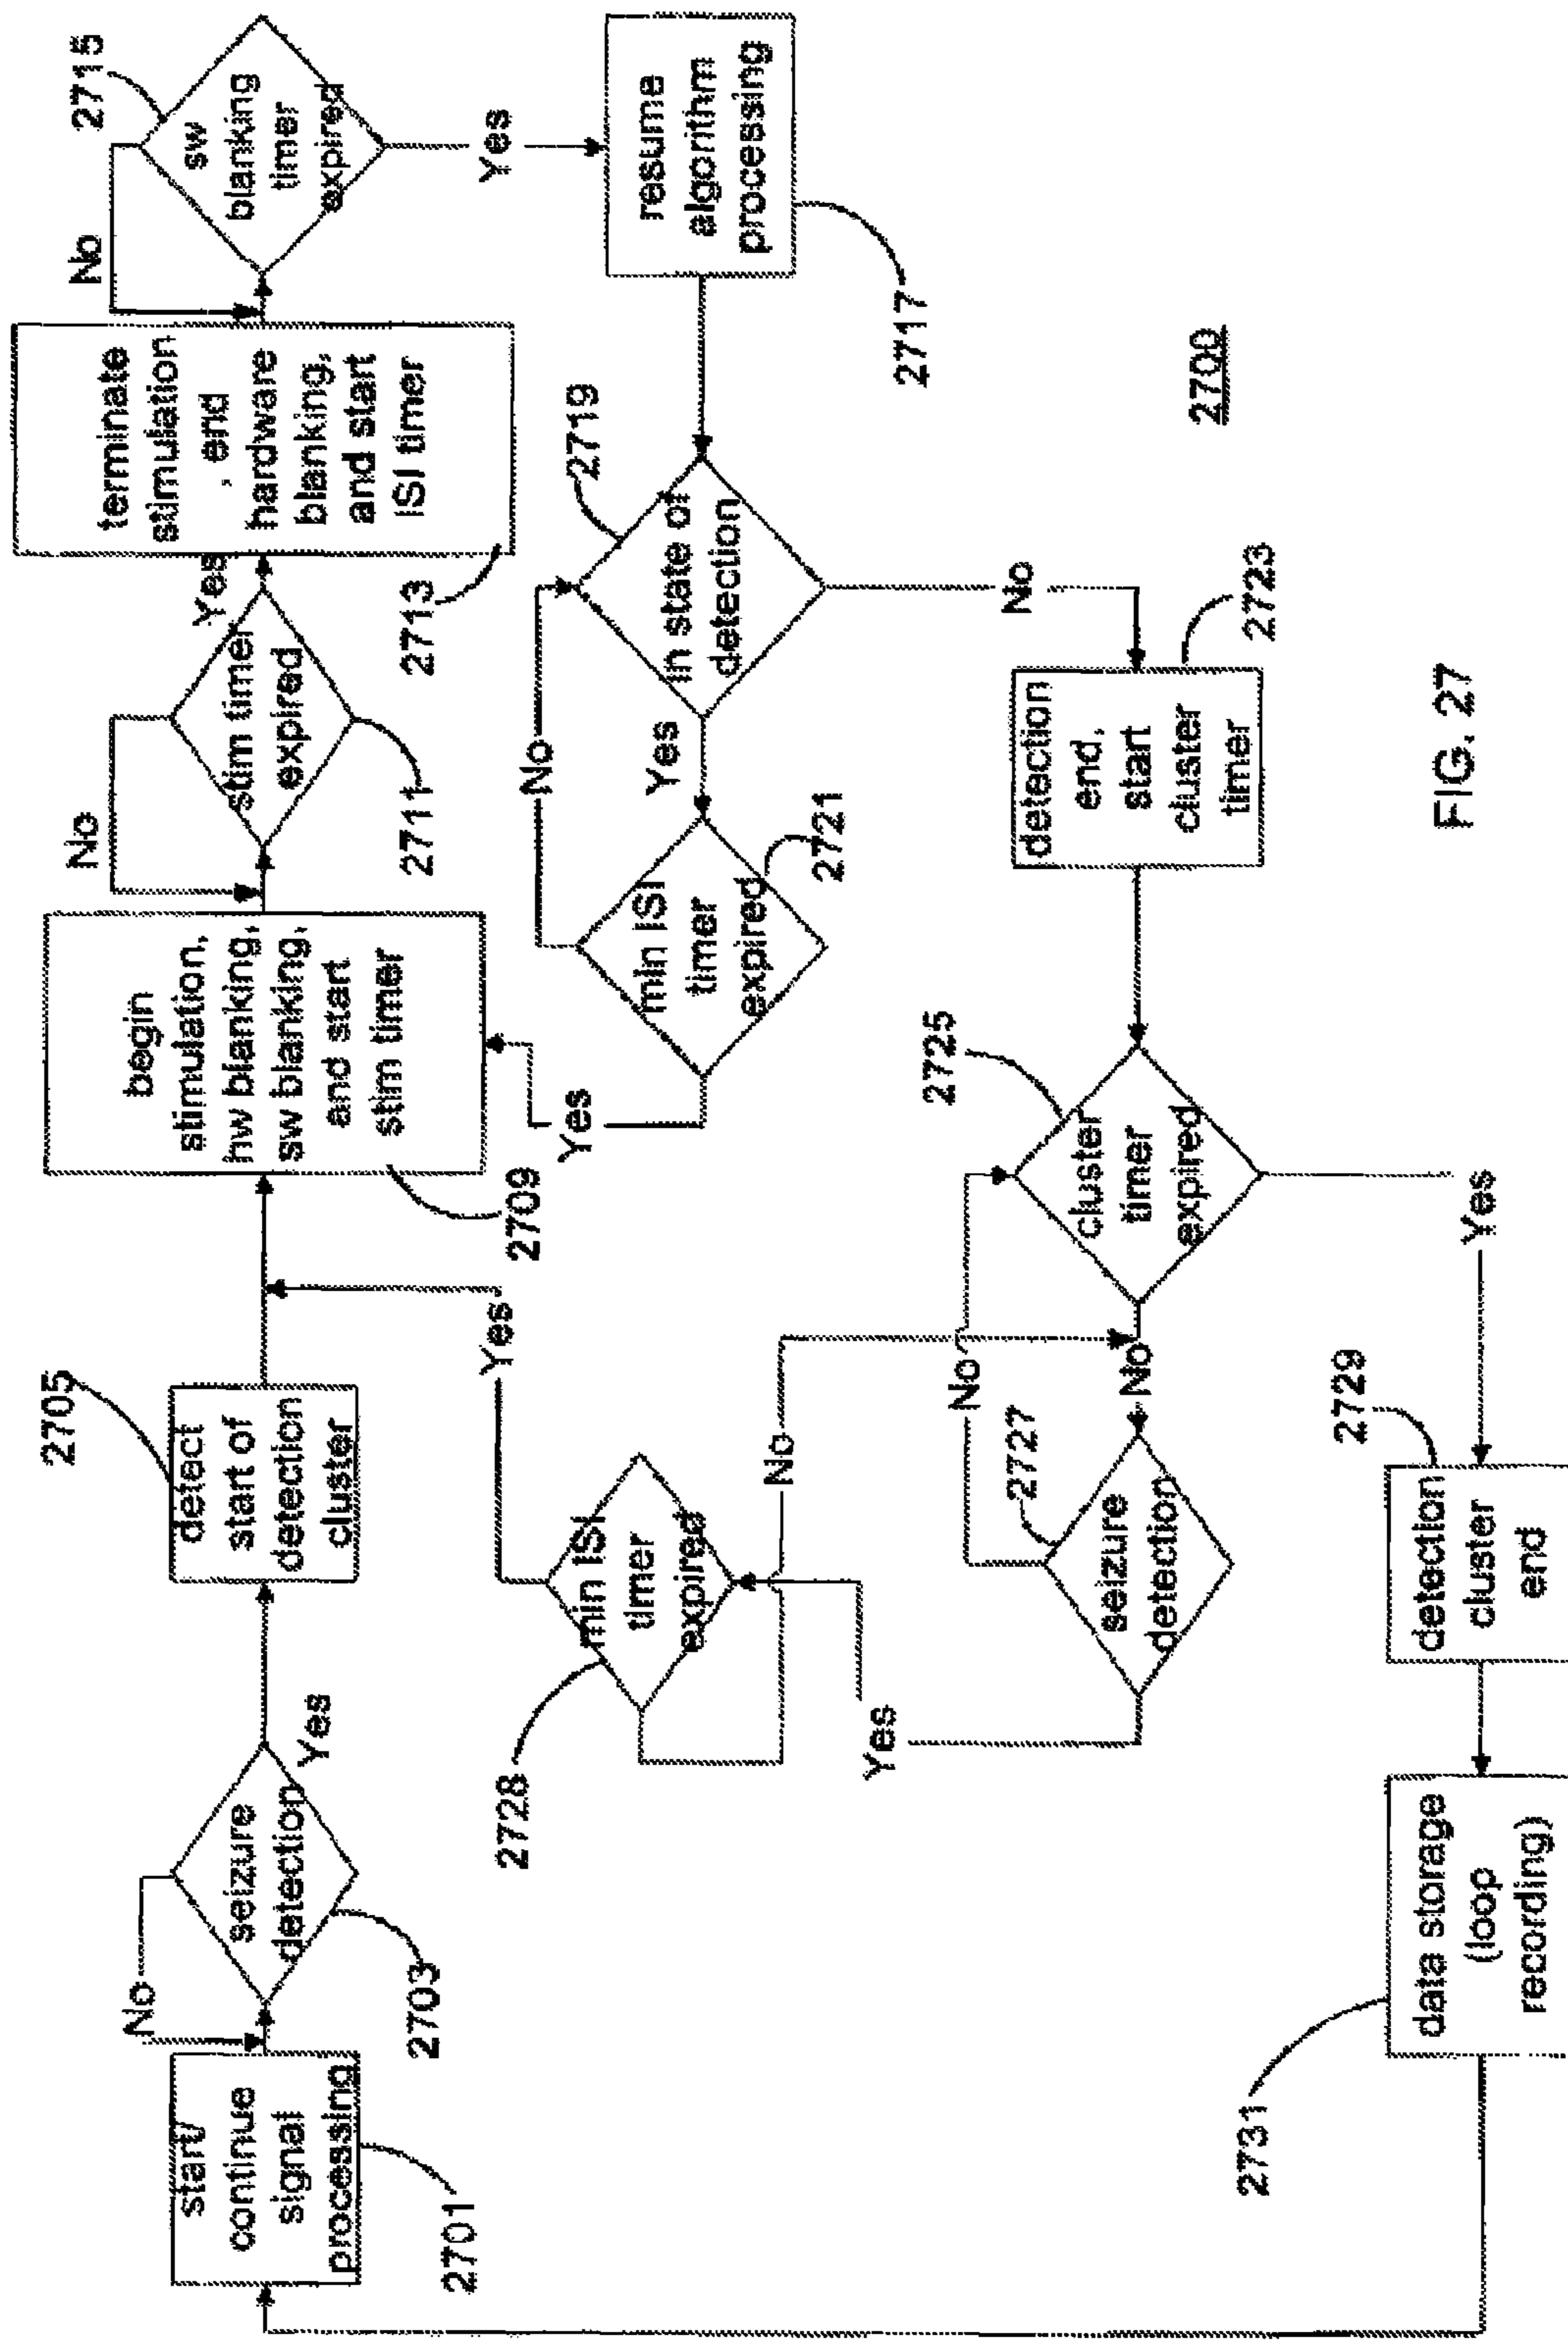 start/
continue
signal
processing
2701
No
seizure
detection
Yes
2703
detect
start of
detection
cluster
2705
begin
stimulation,
hw blanking,
sw blanking,
and start
stim timer
2709
No
stim timer
expired
Yes
2711
terminate
stimulation
, end
hardware
blanking,
and start
ISI timer
2713
No
sw
blanking
timer
expired
2715
Yes
resume
algorithm
processing
2717
in state of
detection
2719
Yes
No
min ISI
timer
expired
2721
No
Yes
detection
end,
start
cluster
timer
2723
cluster
timer
expired
2725
No
Yes
seizure
detection
2727
No
Yes
min ISI
timer
expired
2728
No
Yes
detection
cluster
end
2729
data storage
(loop
recording)
2731
2700
FIG. 27